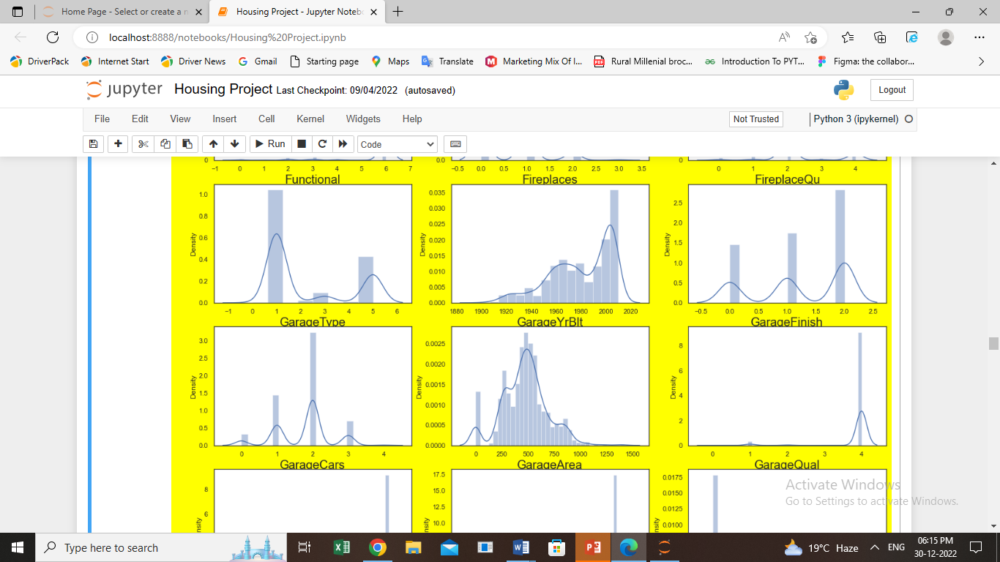 Home Page - Select or create a n
Housing Project - Jupyter Noteb
localhost:8888/notebooks/Housing%20Project.ipynb
DriverPack Internet Start Driver News Gmail Starting page Maps Translate Marketing Mix Of I... Rural Millenial broc... Introduction To PYT... Figma: the collabor...
jupyter Housing Project Last Checkpoint: 09/04/2022 (autosaved) Logout
File Edit View Insert Cell Kernel Widgets Help Not Trusted Python 3 (ipykernel)
Run Code
0 0.0 0
−1 0 1 2 3 4 5 6 7 −0.5 0.0 0.5 1.0 1.5 2.0 2.5 3.0 3.5 0 1 2 3 4
Functional Fireplaces FireplaceQu
Density
1.0
0.8
0.6
0.4
0.2
0.0
−1 0 1 2 3 4 5 6
GarageType
Density
0.035
0.030
0.025
0.020
0.015
0.010
0.005
0.000
1880 1900 1920 1940 1960 1980 2000 2020
GarageYrBlt
Density
2.5
2.0
1.5
1.0
0.5
0.0
−0.5 0.0 0.5 1.0 1.5 2.0 2.5
GarageFinish
Density
3.0
2.5
2.0
1.5
1.0
0.5
0.0
0 1 2 3 4
GarageCars
Density
0.0025
0.0020
0.0015
0.0010
0.0005
0.0000
0 250 500 750 1000 1250 1500
GarageArea
Density
8
6
4
2
0
0 1 2 3 4
GarageQual
8
6
17.5
15.0
12.5
10.0
0.0175
0.0150
0.0125
0.0100
Activate Windows
Go to Settings to activate Windows.
Type here to search
19°C Haze ENG
06:15 PM
30-12-2022